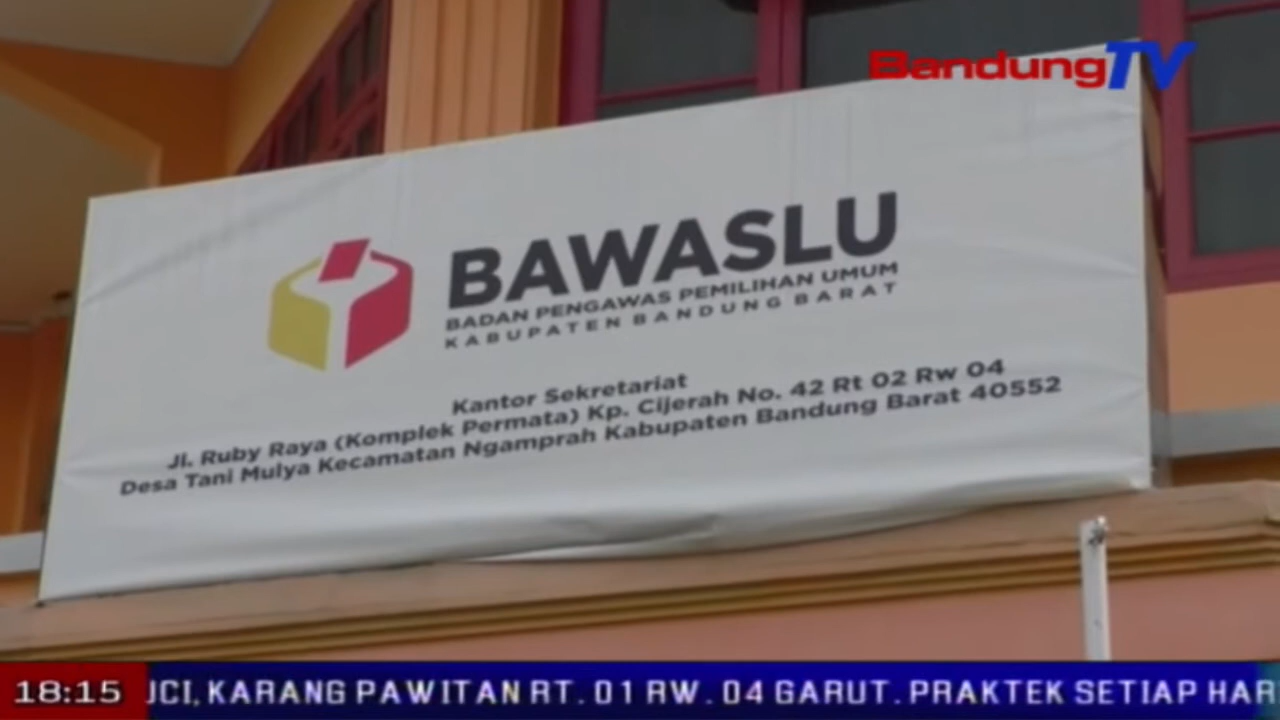 BandungTV
BAWASLU
BADAN PENGAWAS PEMILIHAN UMUM
KABUPATEN BANDUNG BARAT
Kantor Sekretariat
Jl. Ruby Raya (Komplek Permata) Kp. Cijerah No. 42 Rt 02 Rw 04
Desa Tani Mulya Kecamatan Ngamprah Kabupaten Bandung Barat 40552
18:15 JCI, KARANG PAWITAN RT. 01 RW. 04 GARUT. PRAKTEK SETIAP HAR